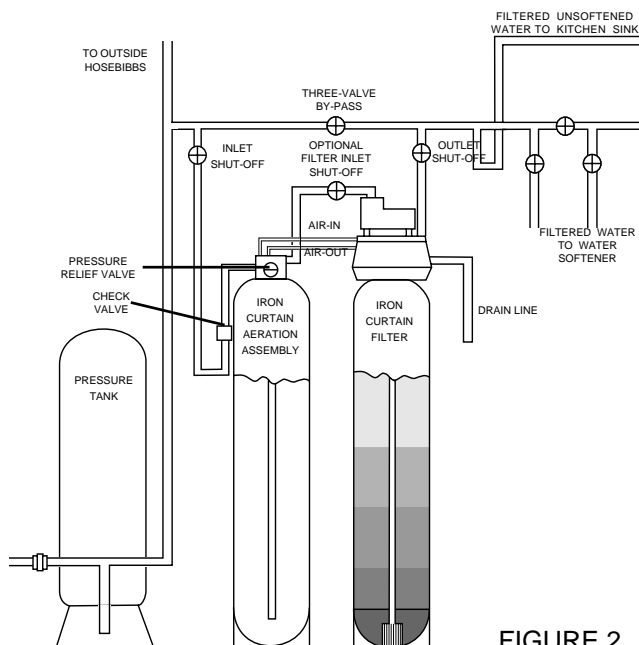 FILTERED UNSOFTENED
WATER TO KITCHEN SINK
TO OUTSIDE
HOSEBIBBS
THREE-VALVE
BY-PASS
INLET
SHUT-OFF
OPTIONAL
FILTER INLET
SHUT-OFF
OUTLET
SHUT-OFF
AIR-IN
AIR-OUT
FILTERED WATER
TO WATER
SOFTENER
PRESSURE
RELIEF VALVE
CHECK
VALVE
IRON
CURTAIN
AERATION
ASSEMBLY
IRON
CURTAIN
FILTER
DRAIN LINE
PRESSURE
TANK
FIGURE 2